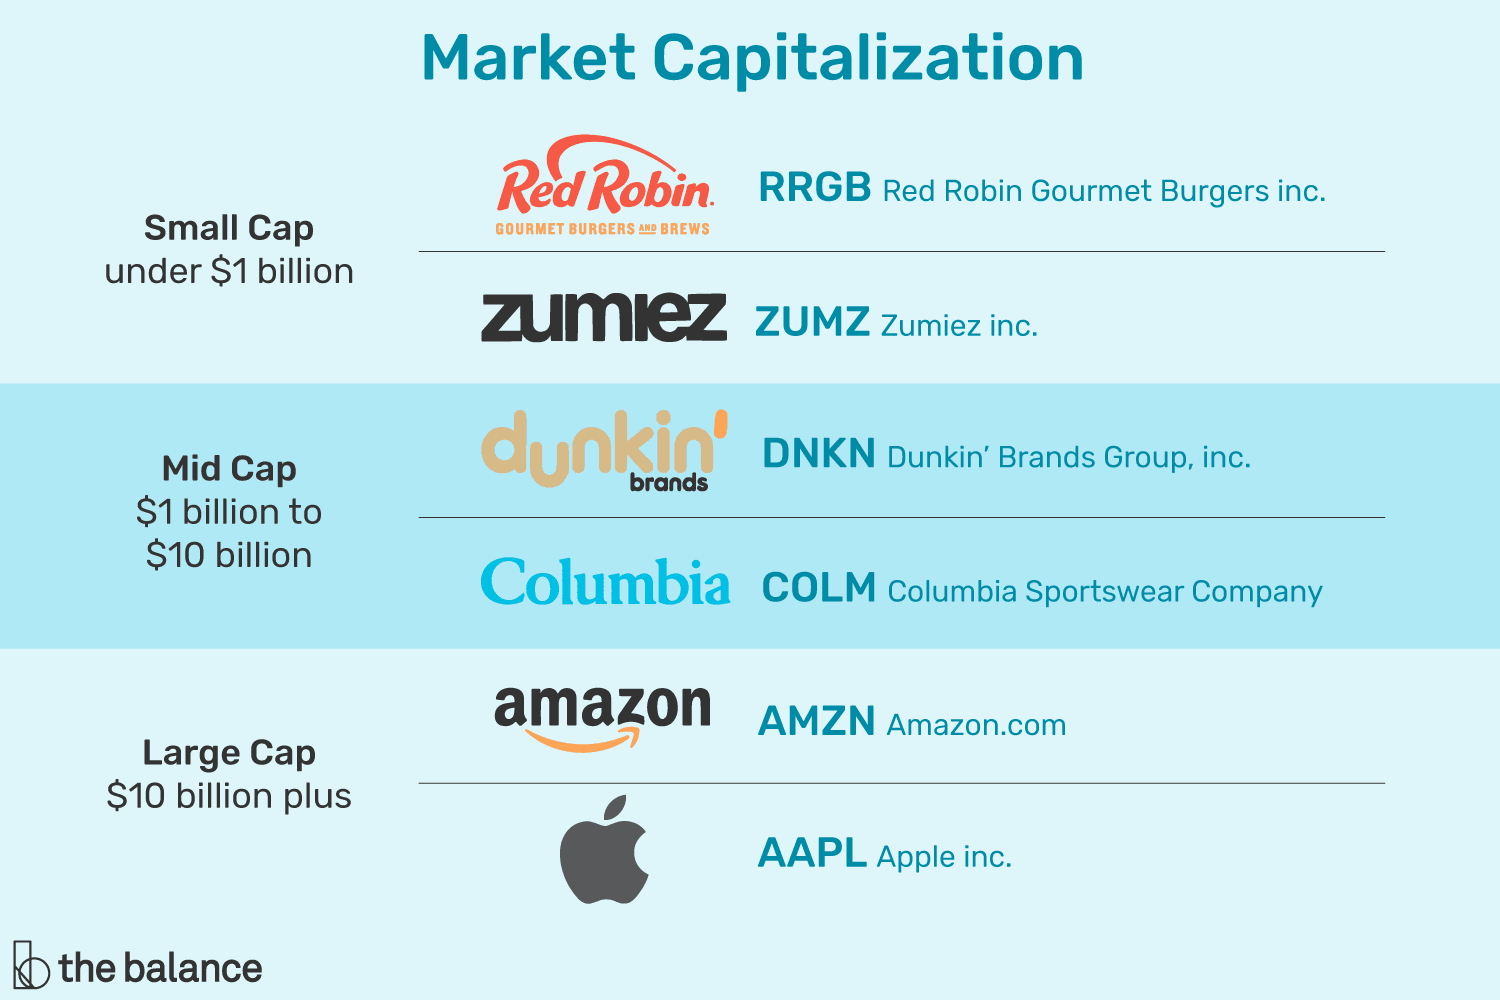 Market Capitalization
Small Cap
under $1 billion
Red Robin.
GOURMET BURGERS AND BREWS
RRGB Red Robin Gourmet Burgers inc.
zumiez
ZUMZ Zumiez inc.
Mid Cap
$1 billion to
$10 billion
dunkin'
brands
DNKN Dunkin’ Brands Group, inc.
Columbia
COLM Columbia Sportswear Company
Large Cap
$10 billion plus
amazon
AMZN Amazon.com
AAPL Apple inc.
the balance